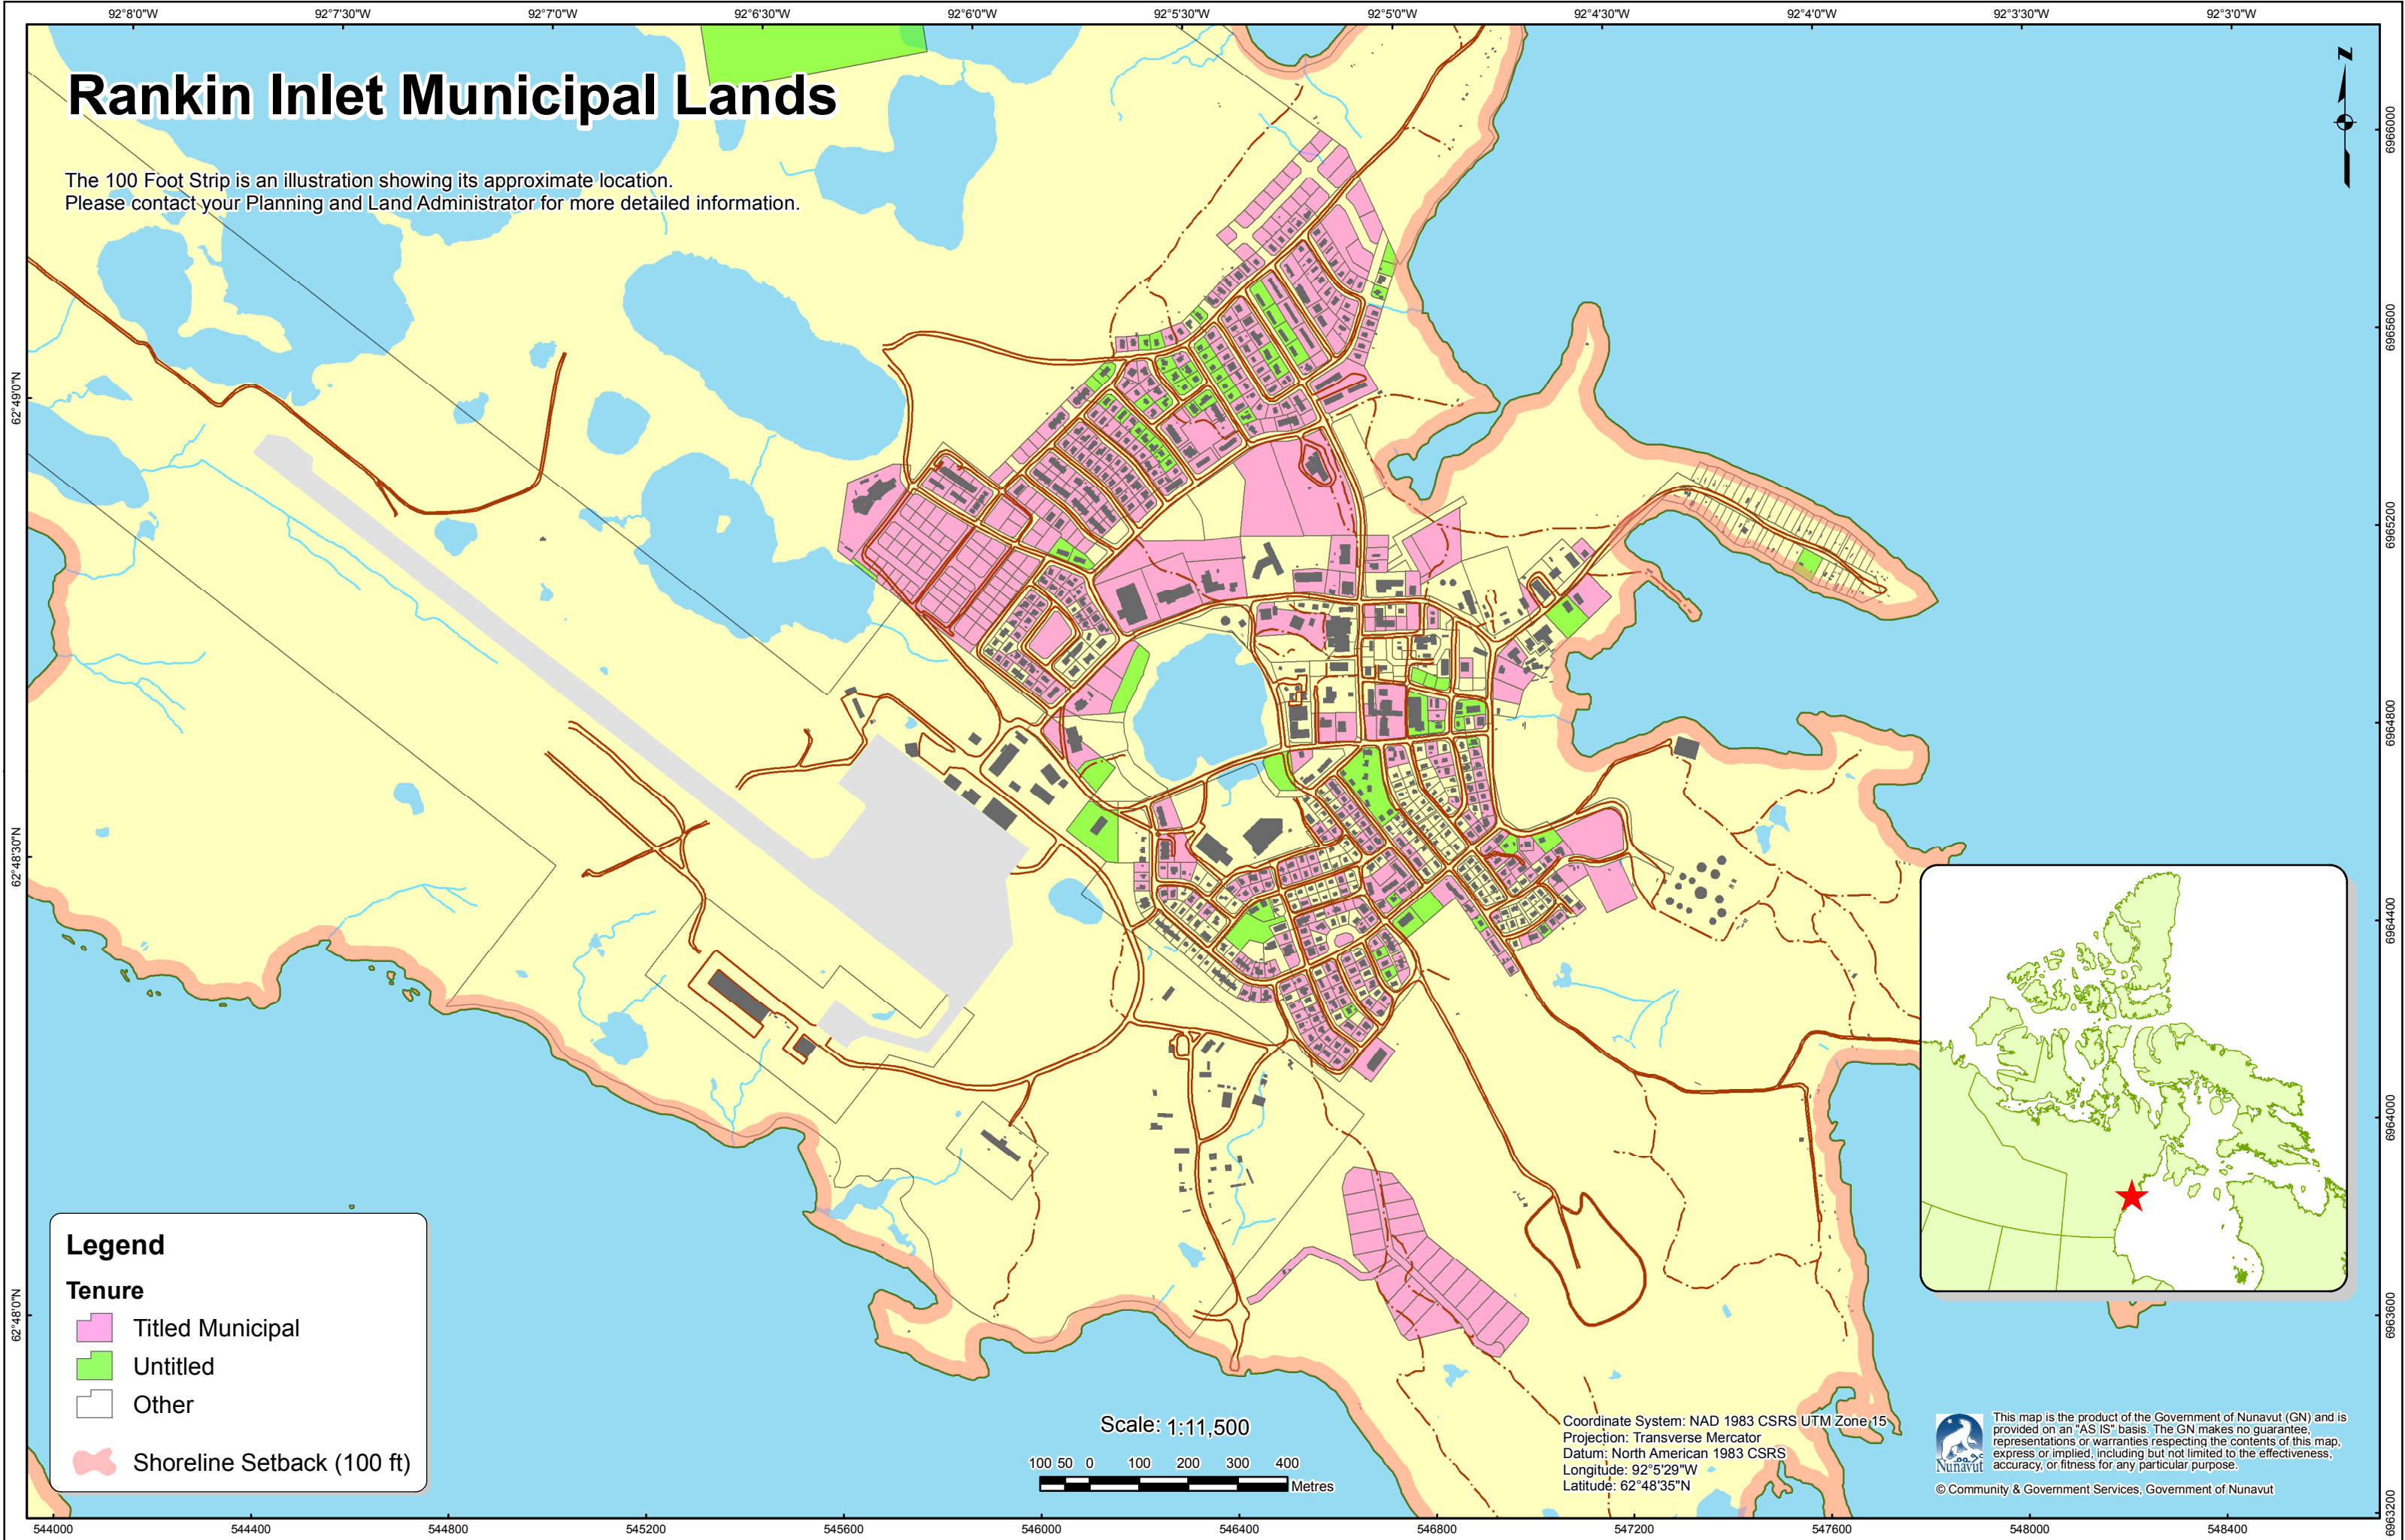 92°8'0"W 92°7'30"W 92°7'0"W 92°6'30"W 92°6'0"W 92°5'30"W 92°5'0"W 92°4'30"W 92°4'0"W 92°3'30"W 92°3'0"W
Rankin Inlet Municipal Lands
The 100 Foot Strip is an illustration showing its approximate location.
Please contact your Planning and Land Administrator for more detailed information.
N
62°49'0"N
62°48'30"N
62°48'0"N
6966000
6965600
6965200
6964800
6964400
6964000
6963600
6963200
Legend
Tenure
Titled Municipal
Untitled
Other
Shoreline Setback (100 ft)
Scale: 1:11,500
100 50 0 100 200 300 400
Metres
Coordinate System: NAD 1983 CSRS UTM Zone 15
Projection: Transverse Mercator
Datum: North American 1983 CSRS
Longitude: 92°5'29"W
Latitude: 62°48'35"N
Nunavut
This map is the product of the Government of Nunavut (GN) and is
provided on an "AS IS" basis. The GN makes no guarantee,
representations or warranties respecting the contents of this map,
express or implied, including but not limited to the effectiveness,
accuracy, or fitness for any particular purpose.
© Community & Government Services, Government of Nunavut
544000 544400 544800 545200 545600 546000 546400 546800 547200 547600 548000 548400